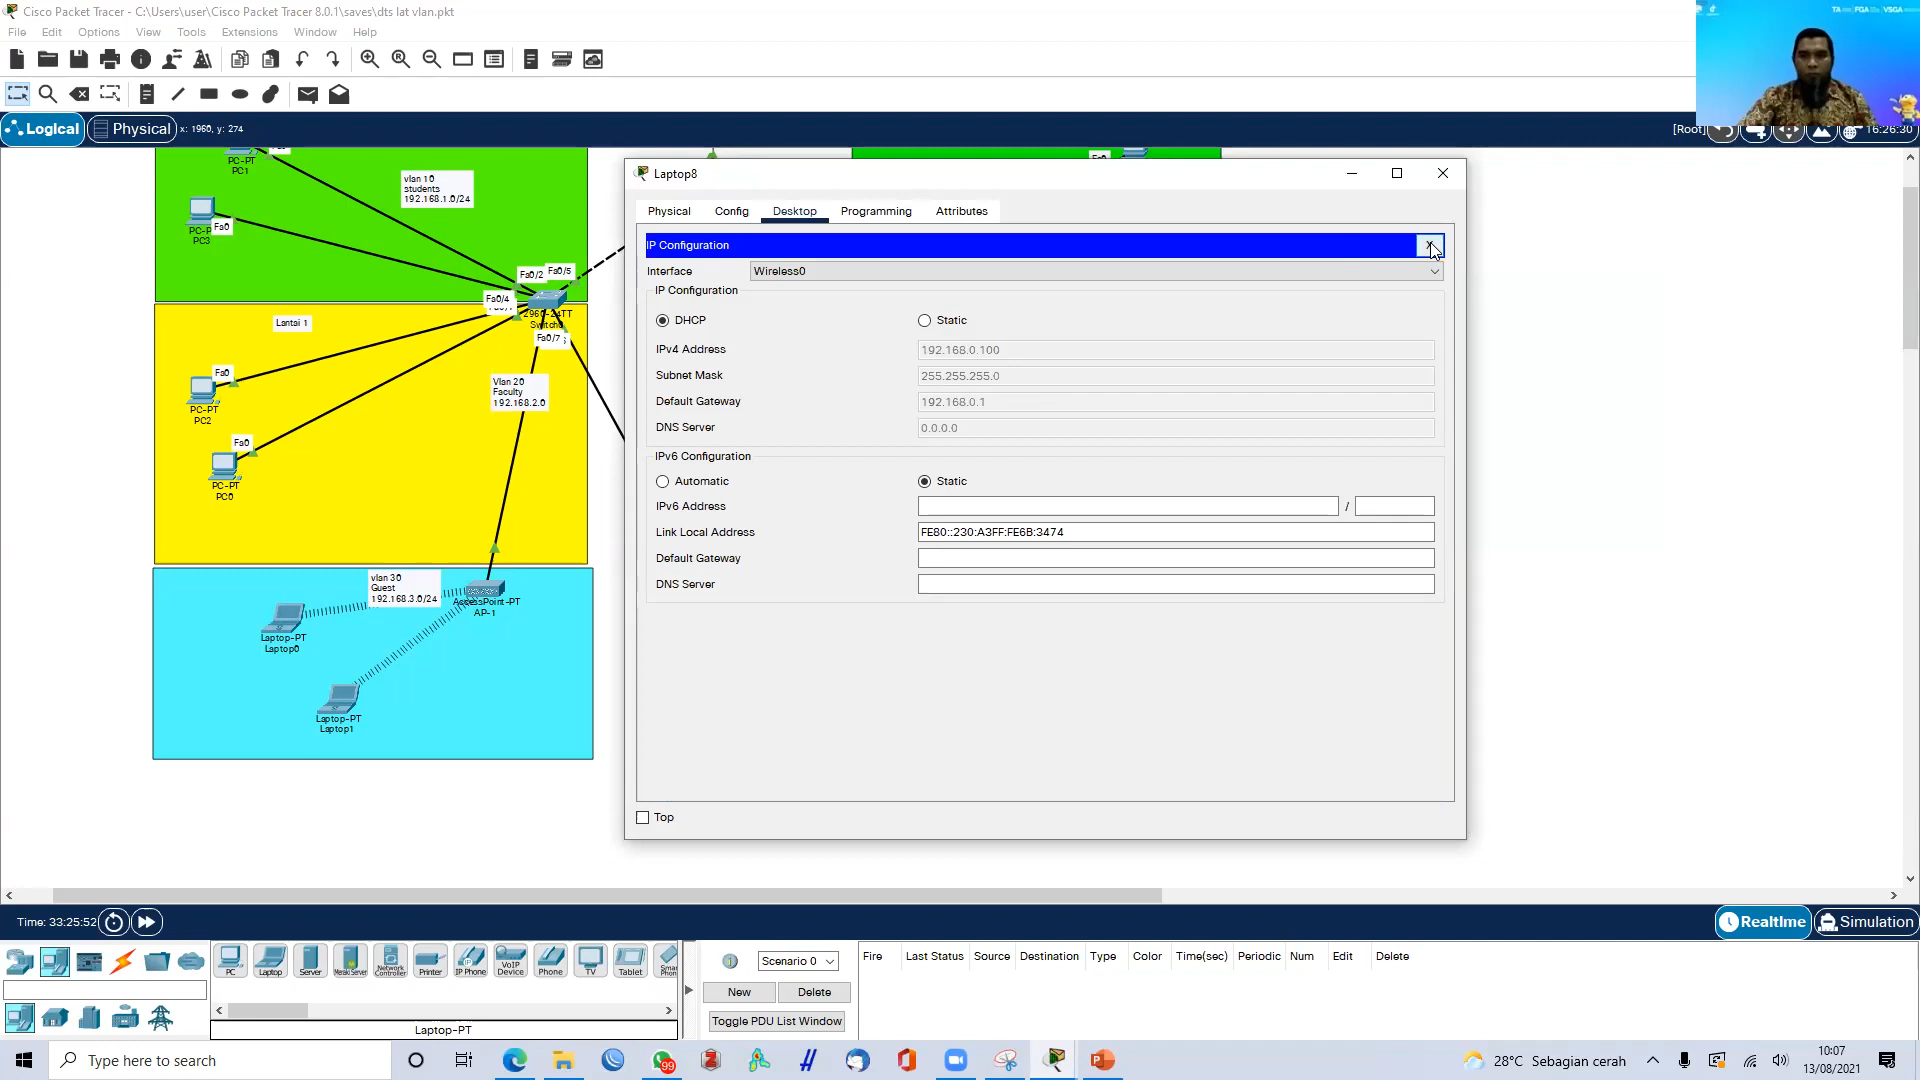 Cisco Packet Tracer - C:\Users\user\Cisco Packet Tracer 8.0.1\saves\dts lat vlan.pkt
File Edit Options View Tools Extensions Window Help
Logical Physical x: 1960, y: 274
[Root] 16:26:30
PC-PT
PC1
vlan 10
students
192.168.1.0/24
Fa0
PC3
Fa0/2 Fa0/5
Fa0/4
2960-24TT
Fa0/7
Lantai 1
Fa0
PC-PT
PC2
Vlan 20
Faculty
192.168.2.0
Fa0
PC-PT
PC0
vlan 30
Guest
192.168.3.0/24
AccessPoint-PT
AP-1
Laptop-PT
Laptop0
Laptop-PT
Laptop1
Laptop8
Physical Config Desktop Programming Attributes
IP Configuration X
Interface Wireless0
IP Configuration
DHCP Static
IPv4 Address 192.168.0.100
Subnet Mask 255.255.255.0
Default Gateway 192.168.0.1
DNS Server 0.0.0.0
IPv6 Configuration
Automatic Static
IPv6 Address /
Link Local Address FE80::230:A3FF:FE6B:3474
Default Gateway
DNS Server
Top
Time: 33:25:52 Realtime Simulation
PC Laptop Server Meraki Server Network Controller Printer IP Phone VoIP Device Phone TV Tablet
Laptop-PT
Scenario 0
New Delete
Toggle PDU List Window
Fire Last Status Source Destination Type Color Time(sec) Periodic Num Edit Delete
Type here to search
99
28°C Sebagian cerah
10:07
13/08/2021